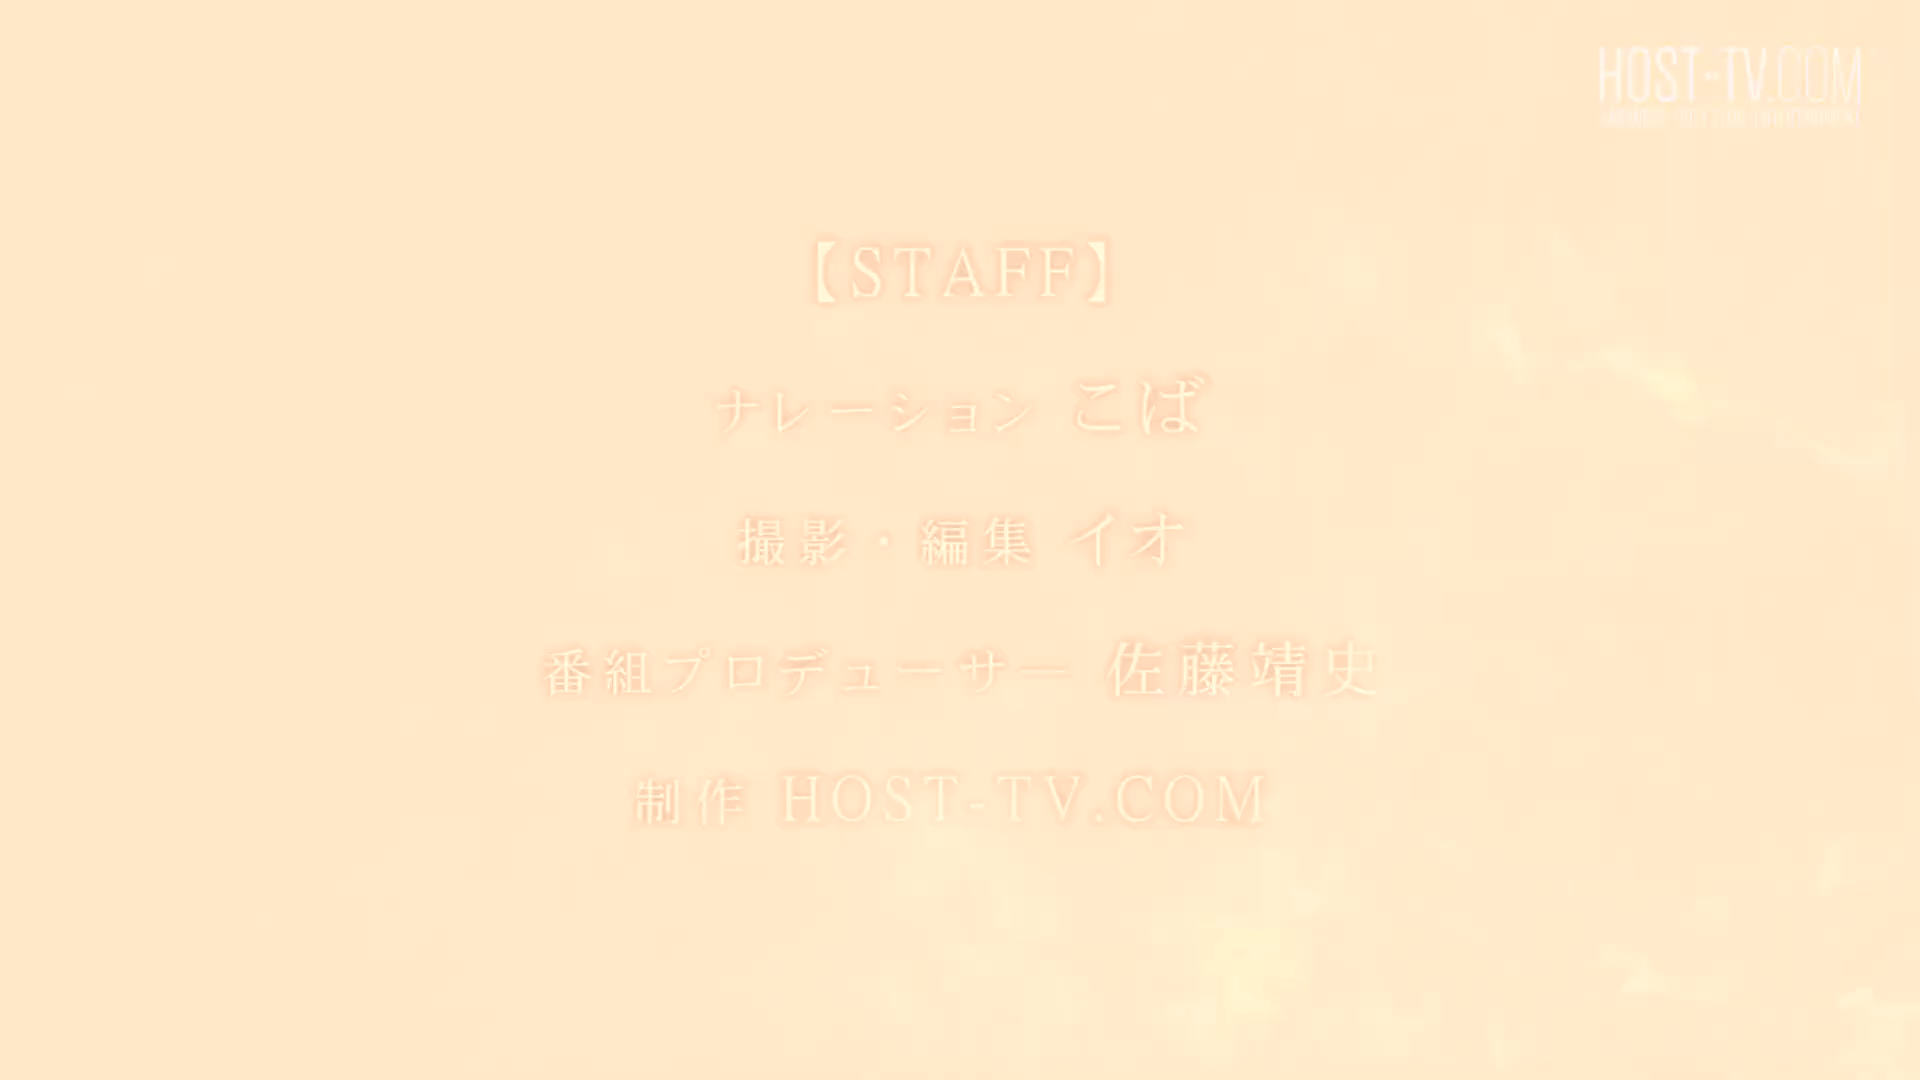 HOST-TV.COM
【STAFF】
ナレーション こば
撮影・編集 イオ
番組プロデューサー 佐藤靖史
制作 HOST-TV.COM